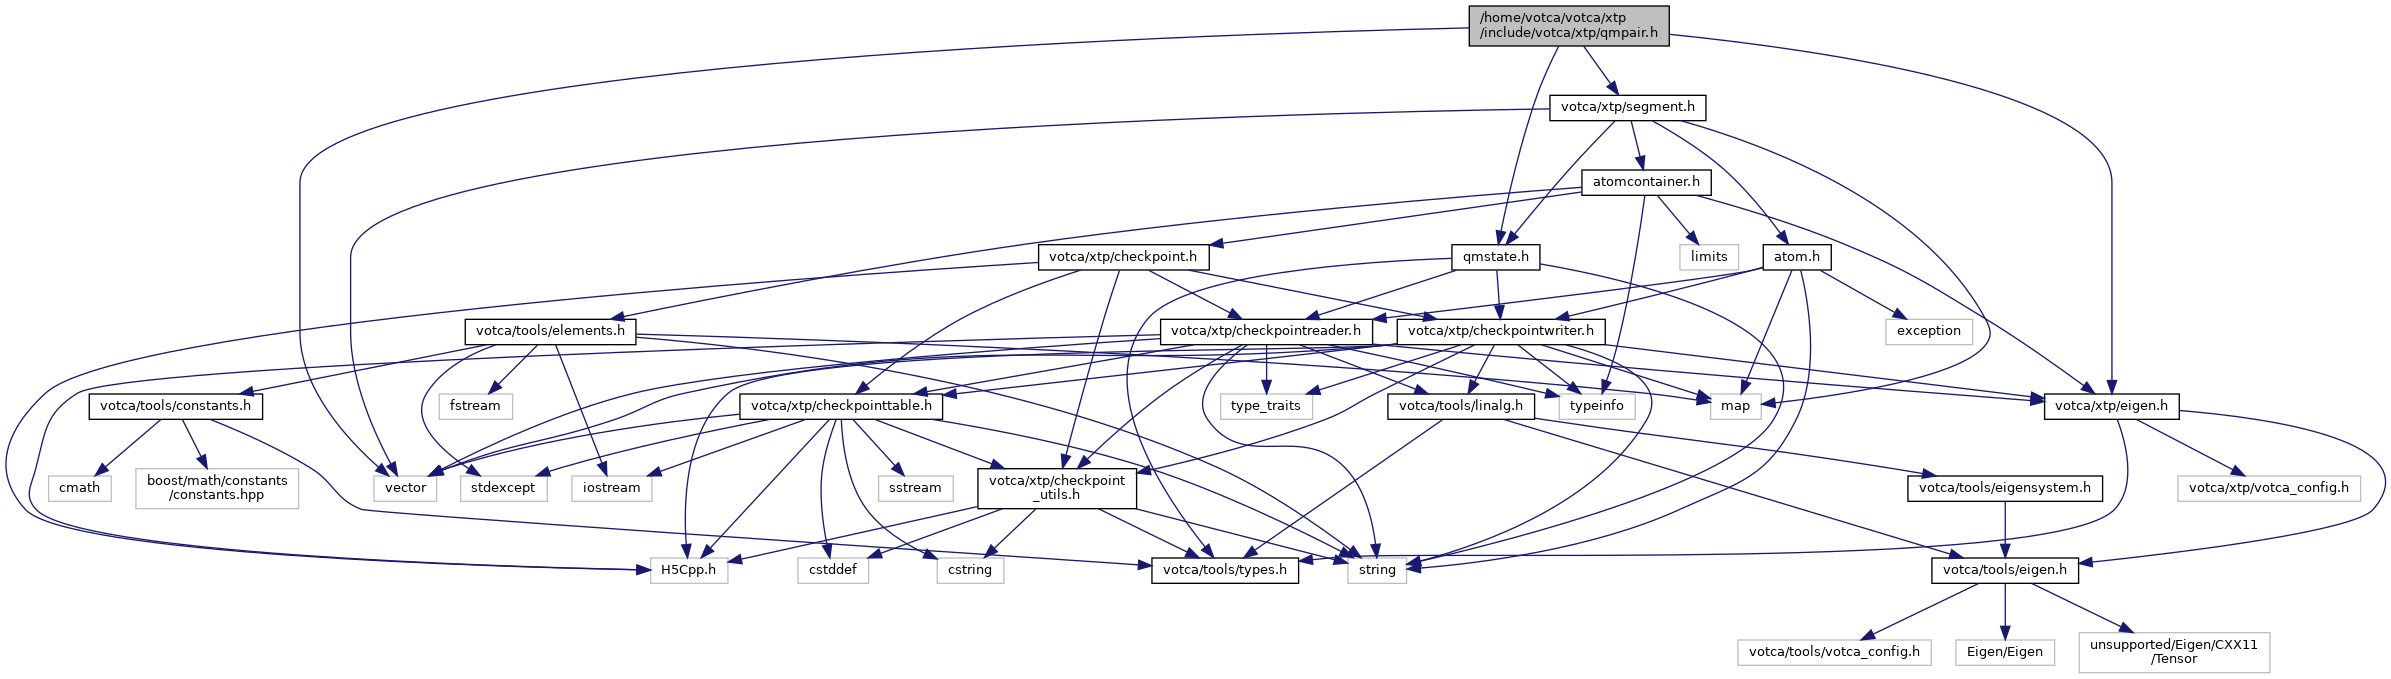 /home/votca/votca/xtp
/include/votca/xtp/qmpair.h
votca/xtp/segment.h
atomcontainer.h
votca/xtp/checkpoint.h
qmstate.h
limits
atom.h
votca/tools/elements.h
votca/xtp/checkpointreader.h
votca/xtp/checkpointwriter.h
exception
votca/tools/constants.h
fstream
votca/xtp/checkpointtable.h
type_traits
votca/tools/linalg.h
typeinfo
map
votca/xtp/eigen.h
cmath
boost/math/constants
/constants.hpp
vector
stdexcept
iostream
sstream
votca/xtp/checkpoint
_utils.h
votca/tools/eigensystem.h
votca/xtp/votca_config.h
H5Cpp.h
cstddef
cstring
votca/tools/types.h
string
votca/tools/eigen.h
votca/tools/votca_config.h
Eigen/Eigen
unsupported/Eigen/CXX11
/Tensor